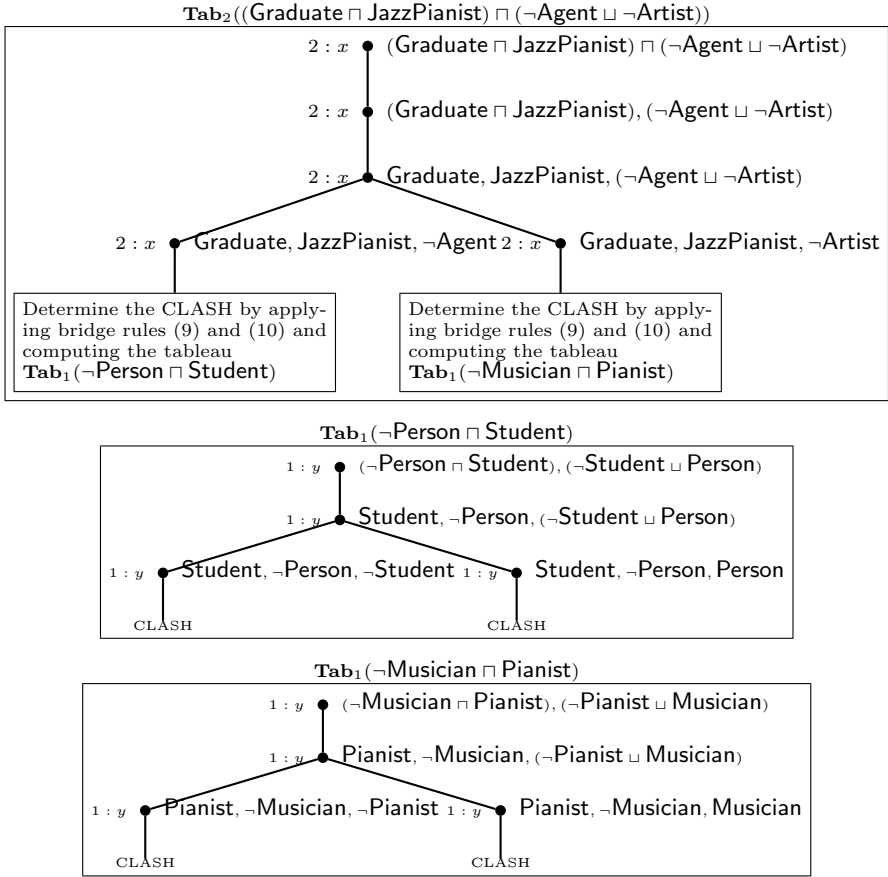 Tab₂((Graduate ⊓ JazzPianist) ⊓ (¬Agent ⊔ ¬Artist))
2 : x (Graduate ⊓ JazzPianist) ⊓ (¬Agent ⊔ ¬Artist)
2 : x (Graduate ⊓ JazzPianist), (¬Agent ⊔ ¬Artist)
2 : x Graduate, JazzPianist, (¬Agent ⊔ ¬Artist)
2 : x Graduate, JazzPianist, ¬Agent 2 : x Graduate, JazzPianist, ¬Artist
Determine the CLASH by apply-
ing bridge rules (9) and (10) and
computing the tableau
Tab₁(¬Person ⊓ Student)
Determine the CLASH by apply-
ing bridge rules (9) and (10) and
computing the tableau
Tab₁(¬Musician ⊓ Pianist)
Tab₁(¬Person ⊓ Student)
1 : y (¬Person ⊓ Student), (¬Student ⊔ Person)
1 : y Student, ¬Person, (¬Student ⊔ Person)
1 : y Student, ¬Person, ¬Student 1 : y Student, ¬Person, Person
CLASH CLASH
Tab₁(¬Musician ⊓ Pianist)
1 : y (¬Musician ⊓ Pianist), (¬Pianist ⊔ Musician)
1 : y Pianist, ¬Musician, (¬Pianist ⊔ Musician)
1 : y Pianist, ¬Musician, ¬Pianist 1 : y Pianist, ¬Musician, Musician
CLASH CLASH